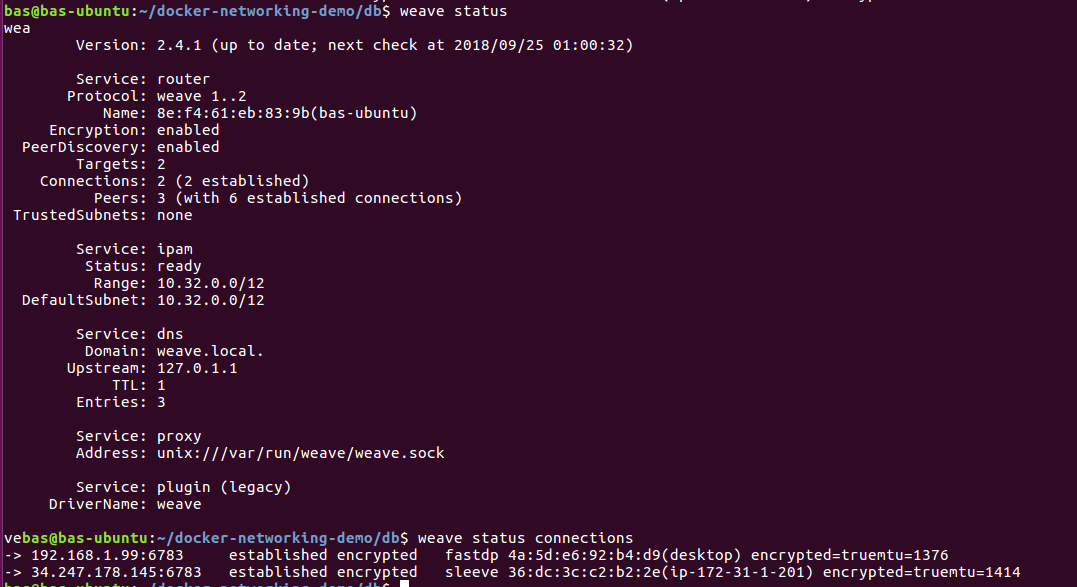 bas@bas-ubuntu:~/docker-networking-demo/db$ weave status
wea
Version: 2.4.1 (up to date; next check at 2018/09/25 01:00:32)
Service: router
Protocol: weave 1..2
Name: 8e:f4:61:eb:83:9b(bas-ubuntu)
Encryption: enabled
PeerDiscovery: enabled
Targets: 2
Connections: 2 (2 established)
Peers: 3 (with 6 established connections)
TrustedSubnets: none
Service: ipam
Status: ready
Range: 10.32.0.0/12
DefaultSubnet: 10.32.0.0/12
Service: dns
Domain: weave.local.
Upstream: 127.0.1.1
TTL: 1
Entries: 3
Service: proxy
Address: unix:///var/run/weave/weave.sock
Service: plugin (legacy)
DriverName: weave
vebas@bas-ubuntu:~/docker-networking-demo/db$ weave status connections
-> 192.168.1.99:6783     established encrypted   fastdp 4a:5d:e6:92:b4:d9(desktop) encrypted=truemtu=1376
-> 34.247.178.145:6783   established encrypted   sleeve 36:dc:3c:c2:b2:2e(ip-172-31-1-201) encrypted=truemtu=1414
bas@bas-ubuntu:~/docker-networking-demo/db$